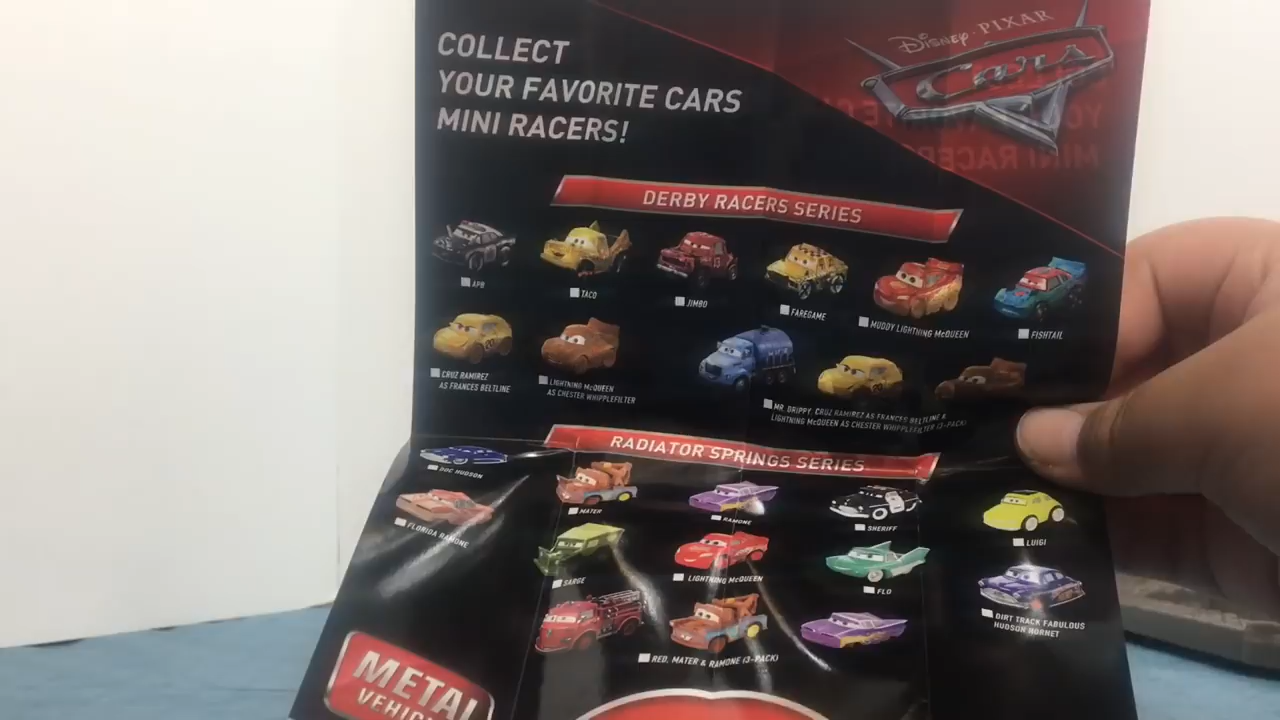 COLLECT
YOUR FAVORITE CARS
MINI RACERS!
DISNEY·PIXAR
Cars
DERBY RACERS SERIES
APB
TACO
JIMBO
FAREGAME
MUDDY LIGHTNING McQUEEN
FISHTAIL
CRUZ RAMIREZ
AS FRANCES BELTLINE
LIGHTNING McQUEEN
AS CHESTER WHIPPLEFILTER
MR. DRIPPY, CRUZ RAMIREZ AS FRANCES BELTLINE &
LIGHTNING McQUEEN AS CHESTER WHIPPLEFILTER (3-PACK)
RADIATOR SPRINGS SERIES
DOC HUDSON
MATER
RAMONE
SHERIFF
LUIGI
FLORIDA RAMONE
SARGE
LIGHTNING McQUEEN
FLO
DIRT TRACK FABULOUS
HUDSON HORNET
RED, MATER & RAMONE (3-PACK)
METAL